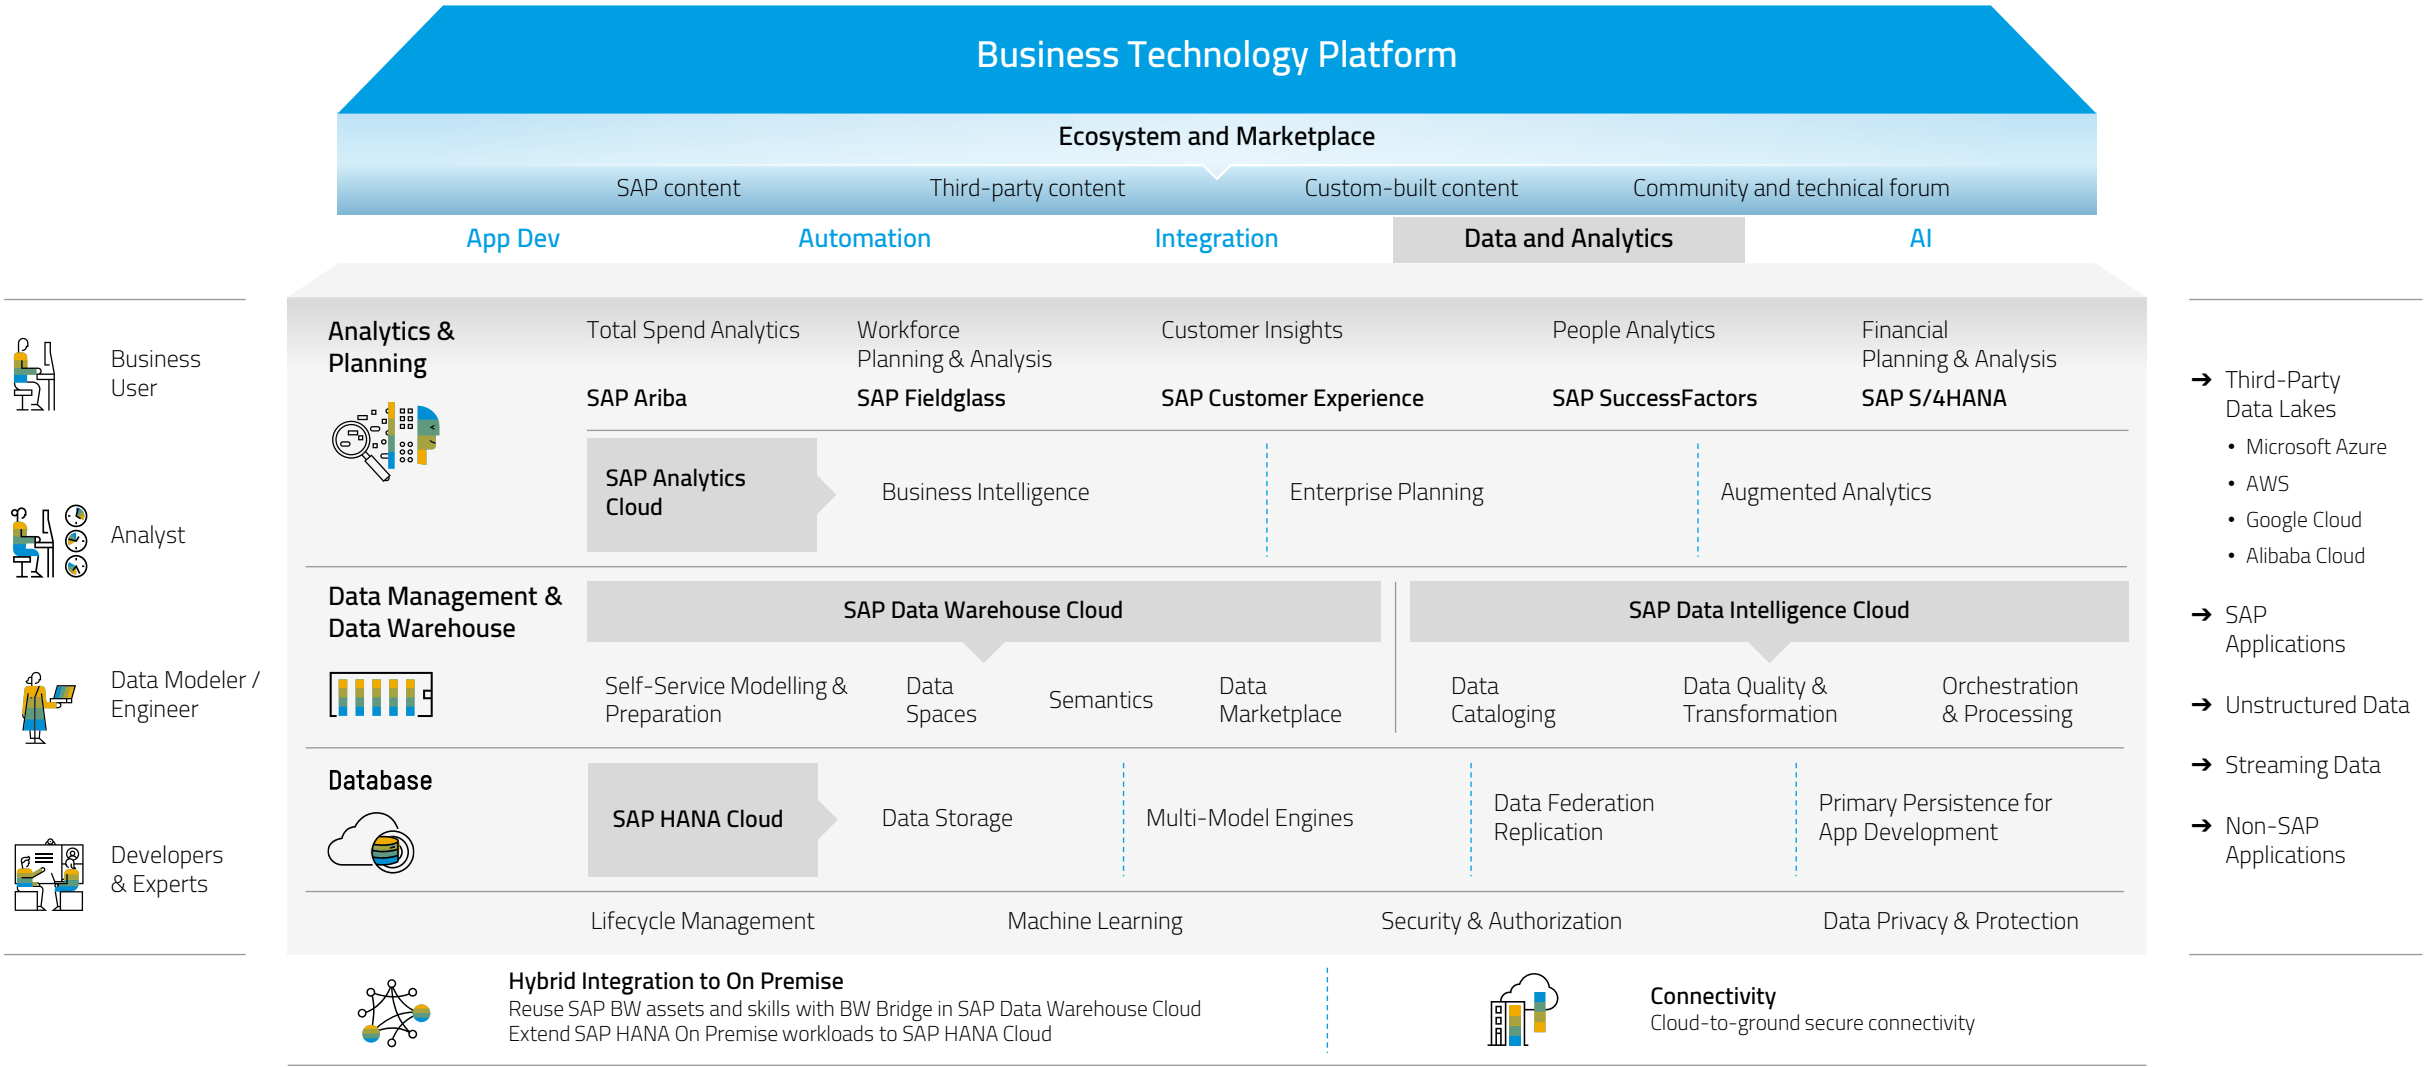 Business Technology Platform
Ecosystem and Marketplace
SAP content
Third-party content
Custom-built content
Community and technical forum
App Dev
Automation
Integration
Data and Analytics
AI
Business
User
Analyst
Data Modeler /
Engineer
Developers
& Experts
Analytics &
Planning
Total Spend Analytics
SAP Ariba
Workforce
Planning & Analysis
SAP Fieldglass
Customer Insights
SAP Customer Experience
People Analytics
SAP SuccessFactors
Financial
Planning & Analysis
SAP S/4HANA
SAP Analytics
Cloud
Business Intelligence
Enterprise Planning
Augmented Analytics
Data Management &
Data Warehouse
SAP Data Warehouse Cloud
Self-Service Modelling &
Preparation
Data
Spaces
Semantics
Data
Marketplace
SAP Data Intelligence Cloud
Data
Cataloging
Data Quality &
Transformation
Orchestration
& Processing
Database
SAP HANA Cloud
Data Storage
Multi-Model Engines
Data Federation
Replication
Primary Persistence for
App Development
Lifecycle Management
Machine Learning
Security & Authorization
Data Privacy & Protection
Hybrid Integration to On Premise
Reuse SAP BW assets and skills with BW Bridge in SAP Data Warehouse Cloud
Extend SAP HANA On Premise workloads to SAP HANA Cloud
Connectivity
Cloud-to-ground secure connectivity
➔ Third-Party
Data Lakes
• Microsoft Azure
• AWS
• Google Cloud
• Alibaba Cloud
➔ SAP
Applications
➔ Unstructured Data
➔ Streaming Data
➔ Non-SAP
Applications